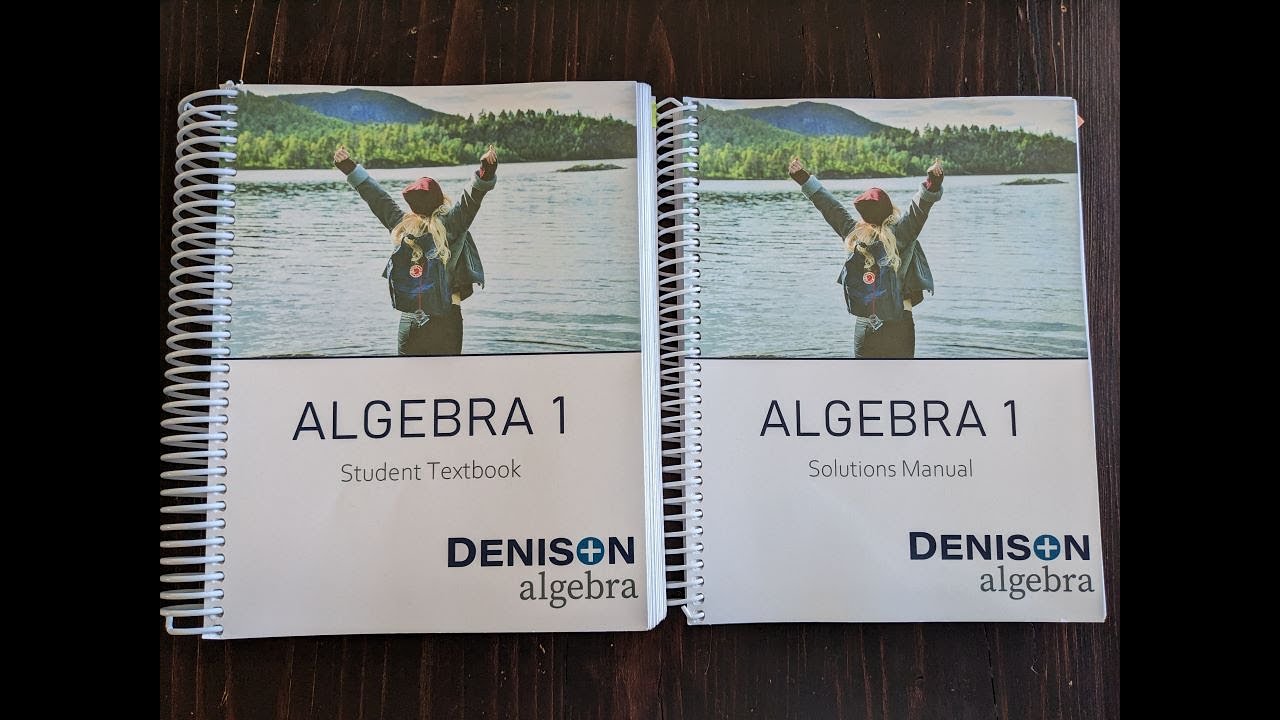 ALGEBRA 1
Student Textbook
DENISON
algebra
ALGEBRA 1
Solutions Manual
DENISON
algebra